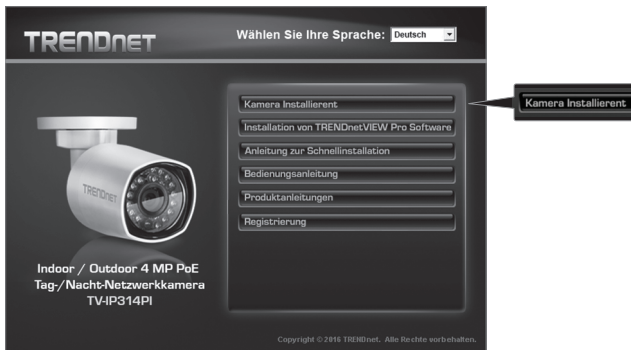 TRENDnet
Wählen Sie Ihre Sprache: Deutsch
Kamera Installierent
Installation von TRENDnetVIEW Pro Software
Anleitung zur Schnellinstallation
Bedienungsanleitung
Produktanleitungen
Registrierung
Kamera Installierent
TRENDnet
Indoor / Outdoor 4 MP PoE
Tag-/Nacht-Netzwerkkamera
TV-IP314PI
Copyright © 2016 TRENDnet. Alle Rechte vorbehalten.